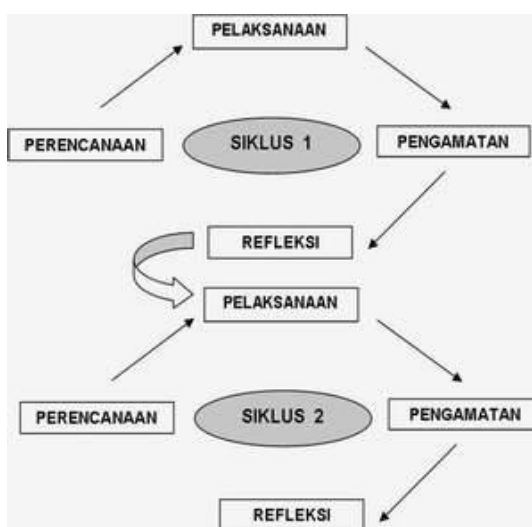 PELAKSANAAN
PERENCANAAN
SIKLUS 1
PENGAMATAN
REFLEKSI
PELAKSANAAN
PERENCANAAN
SIKLUS 2
PENGAMATAN
REFLEKSI